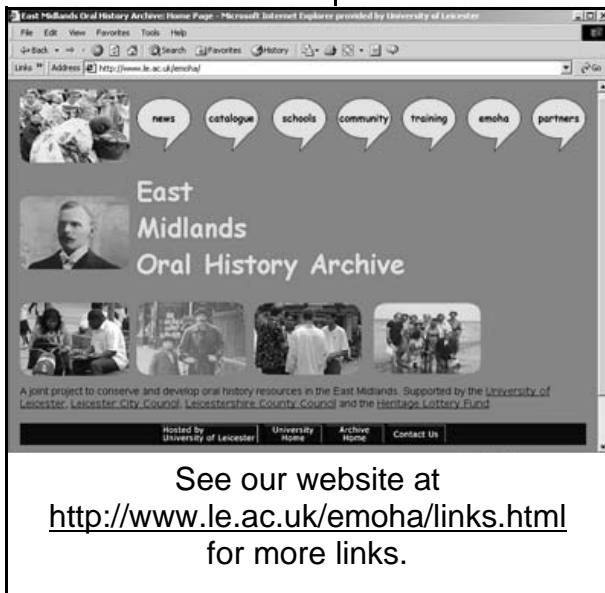 East Midlands Oral History Archive: Home Page - Microsoft Internet Explorer provided by University of Leicester
File Edit View Favorites Tools Help
Back Search Favorites History
Links » Address http://www.le.ac.uk/emoha/ Go
news catalogue schools community training emoha partners
East
Midlands
Oral History Archive
A joint project to conserve and develop oral history resources in the East Midlands. Supported by the University of
Leicester, Leicester City Council, Leicestershire County Council and the Heritage Lottery Fund
Hosted by
University of Leicester
University
Home
Archive
Home
Contact Us
See our website at
http://www.le.ac.uk/emoha/links.html
for more links.